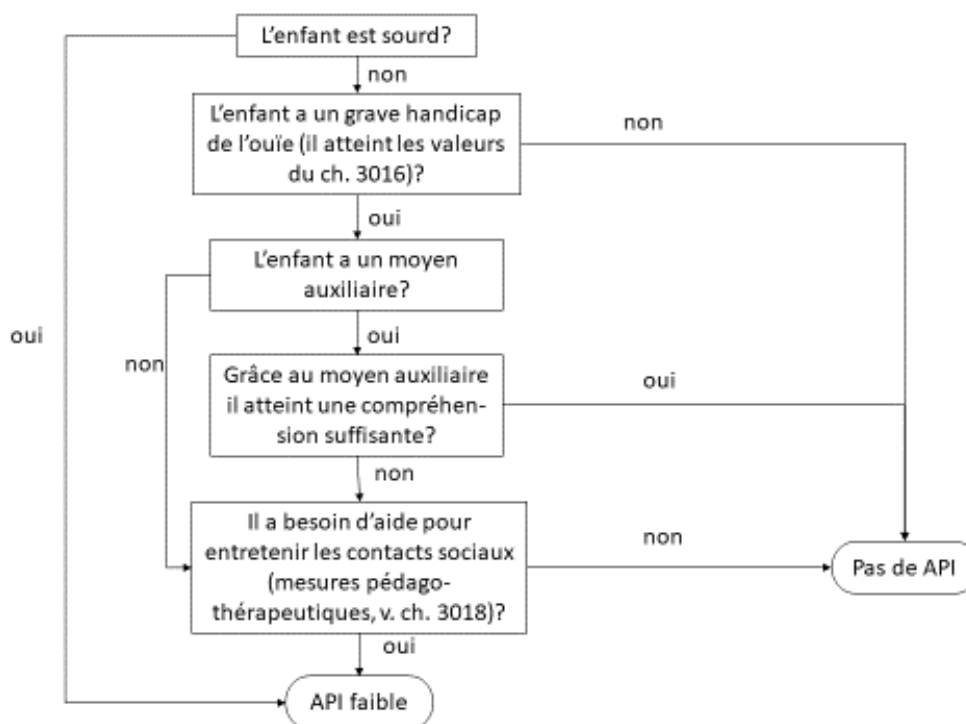 L'enfant est sourd?
non
L'enfant a un grave handicap
de l'ouïe (il atteint les valeurs
du ch. 3016)?
non
oui
L'enfant a un moyen
auxiliaire?
oui
oui
non
Grâce au moyen auxiliaire
il atteint une compréhen-
sion suffisante?
oui
non
Il a besoin d'aide pour
entretenir les contacts sociaux
(mesures pédago-
thérapeutiques, v. ch. 3018)?
non
Pas de API
oui
API faible